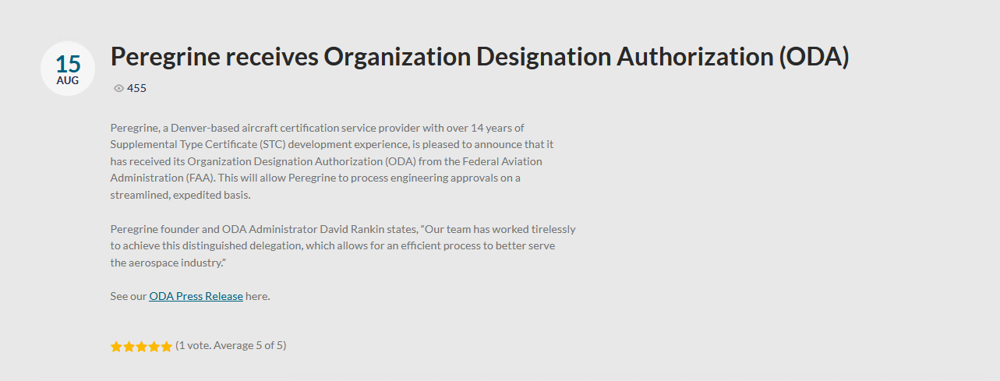 15
AUG
Peregrine receives Organization Designation Authorization (ODA)
455
Peregrine, a Denver-based aircraft certification service provider with over 14 years of
Supplemental Type Certificate (STC) development experience, is pleased to announce that it
has received its Organization Designation Authorization (ODA) from the Federal Aviation
Administration (FAA). This will allow Peregrine to process engineering approvals on a
streamlined, expedited basis.
Peregrine founder and ODA Administrator David Rankin states, “Our team has worked tirelessly
to achieve this distinguished delegation, which allows for an efficient process to better serve
the aerospace industry.”
See our ODA Press Release here.
(1 vote. Average 5 of 5)